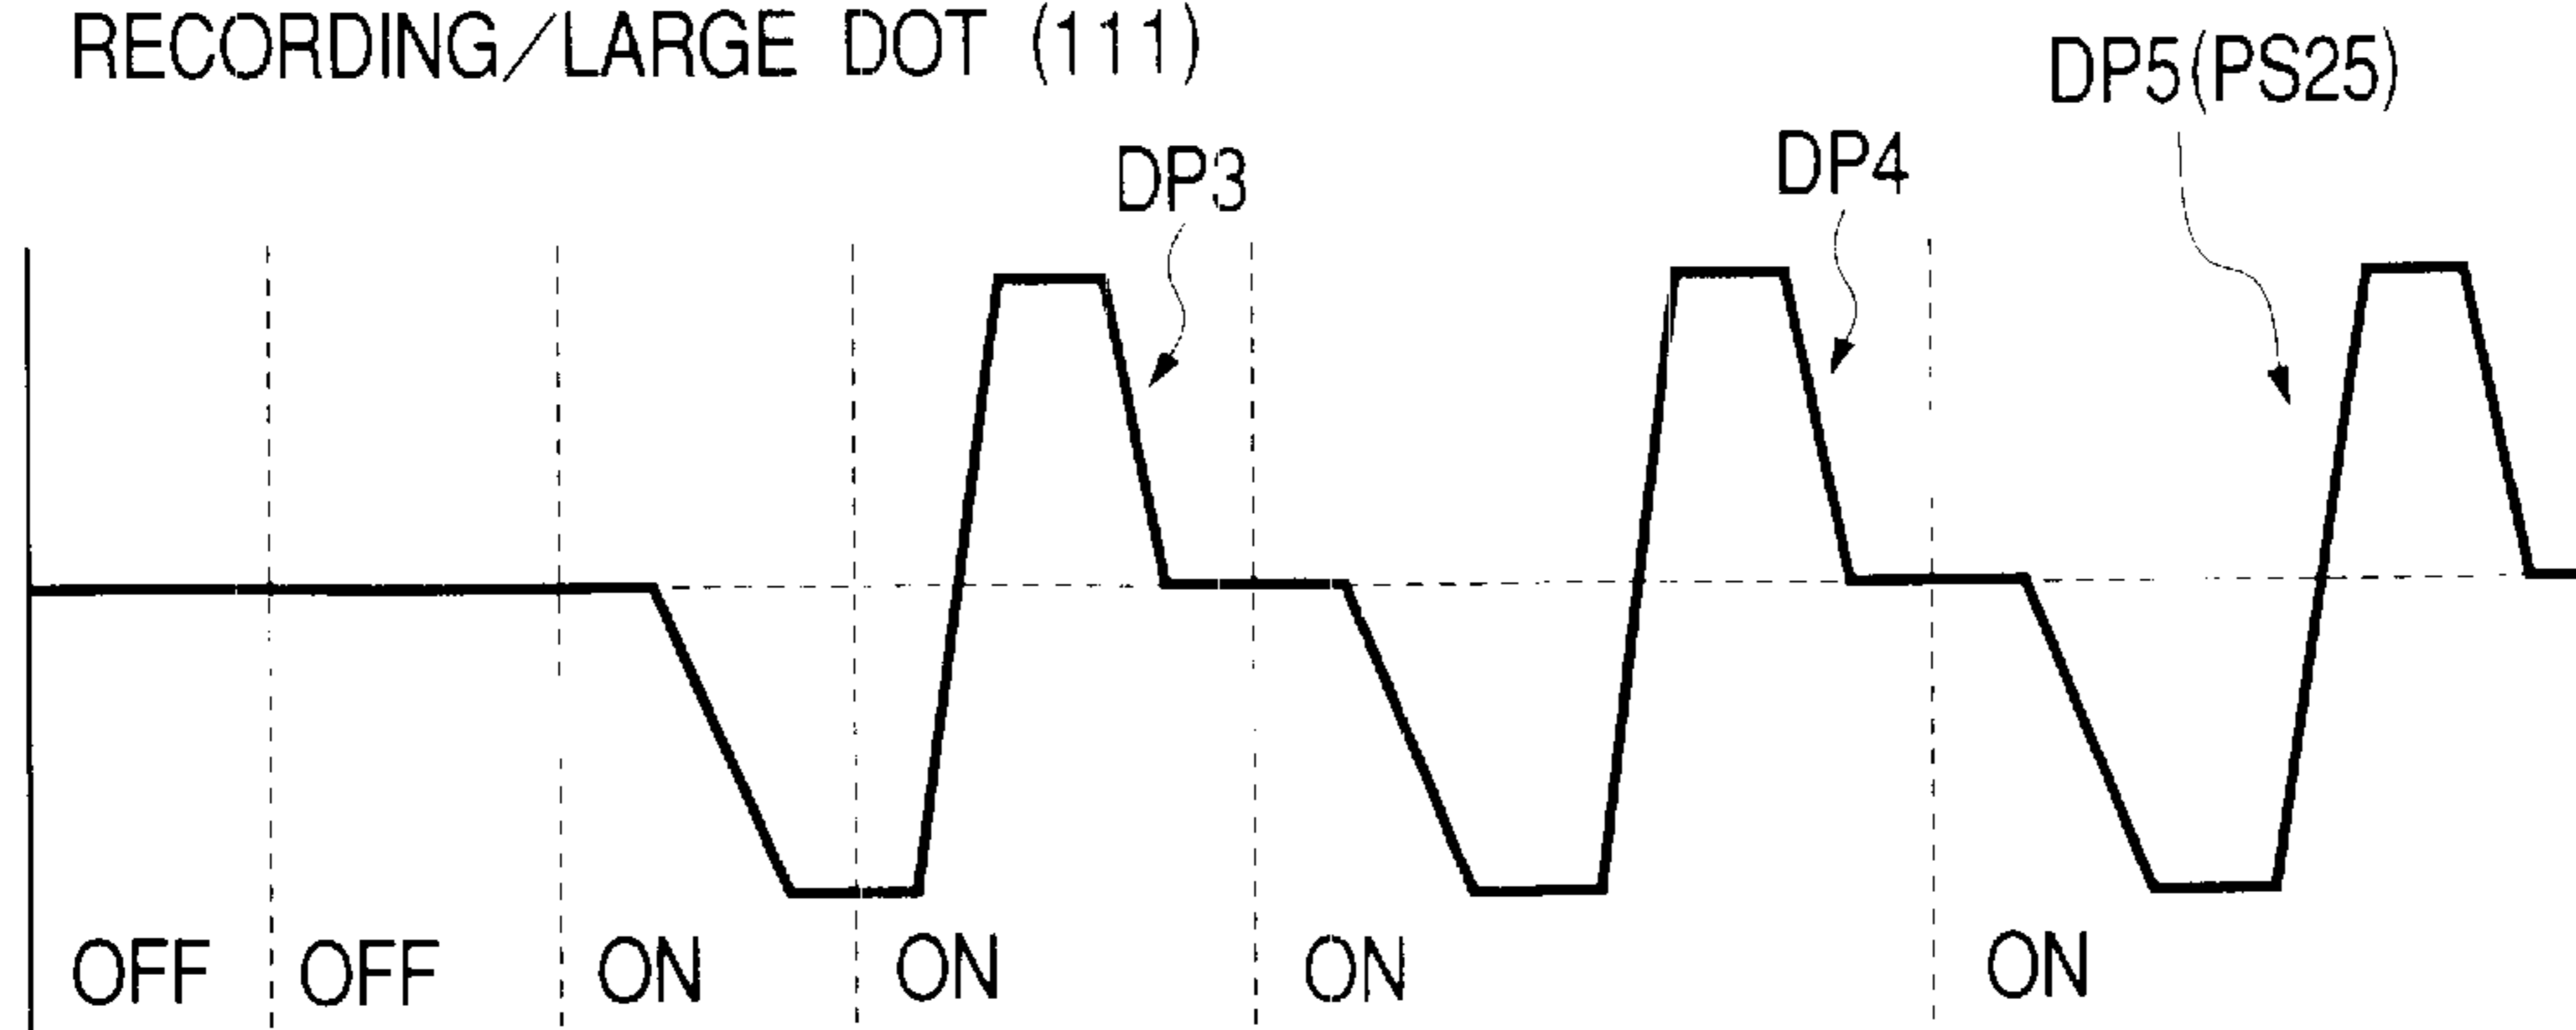 RECORDING/LARGE DOT (111)
DP5(PS25)
DP3
DP4
OFF OFF ON ON ON ON